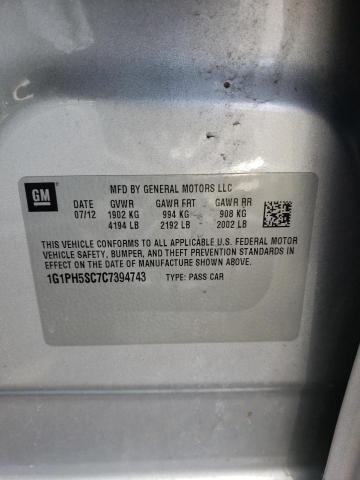 GM
MFD BY GENERAL MOTORS LLC
DATE GVWR GAWR FRT GAWR RR
07/12 1902 KG 994 KG 908 KG
4194 LB 2192 LB 2002 LB
THIS VEHICLE CONFORMS TO ALL APPLICABLE U.S. FEDERAL MOTOR
VEHICLE SAFETY, BUMPER, AND THEFT PREVENTION STANDARDS IN
EFFECT ON THE DATE OF MANUFACTURE SHOWN ABOVE.
1G1PH5SC7C7394743 TYPE: PASS CAR